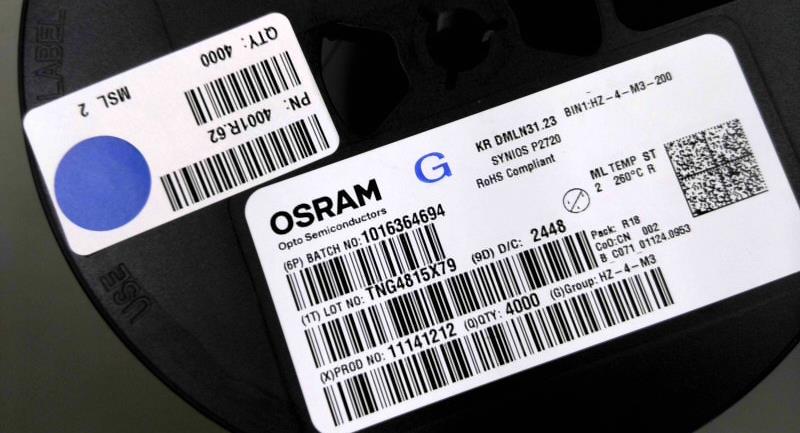 LABEL
QTY: 4000
MSL 2
PN: 4001R.62
USE
OSRAM
Opto Semiconductors
G
KR DMLN31.23 BIN1:HZ-4-M3-200
SYNIOS P2720
RoHS Compliant
ML TEMP ST
2 260°C R
(6P) BATCH NO: 1016364694
(1T) LOT NO: TNG4815X79 (9D) D/C: 2448
Pack: R18
CoO:CN 002
B_C071_01124.0953
(X)PROD NO: 11141212 (Q)QTY: 4000 (G)Group: HZ-4-M3